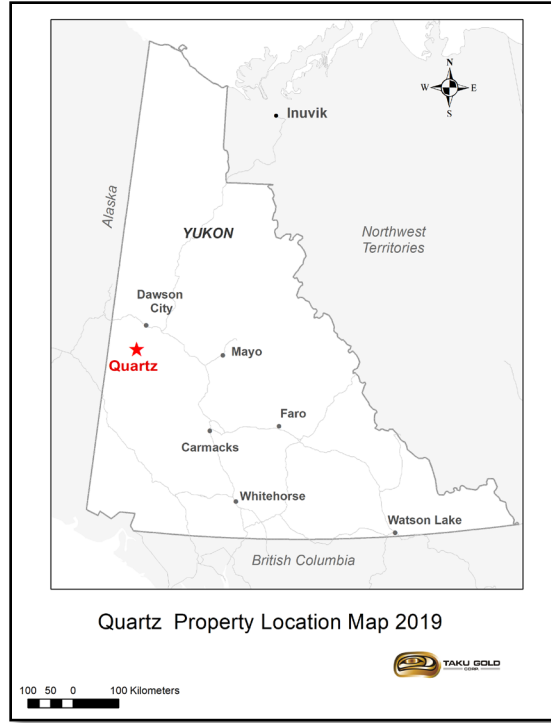 N
W E
S
Inuvik
Alaska
YUKON
Northwest
Territories
Dawson
City
Quartz
Mayo
Faro
Carmacks
Whitehorse
Watson Lake
British Columbia
Quartz Property Location Map 2019
TAKU GOLD
CORP.
100 50 0 100 Kilometers